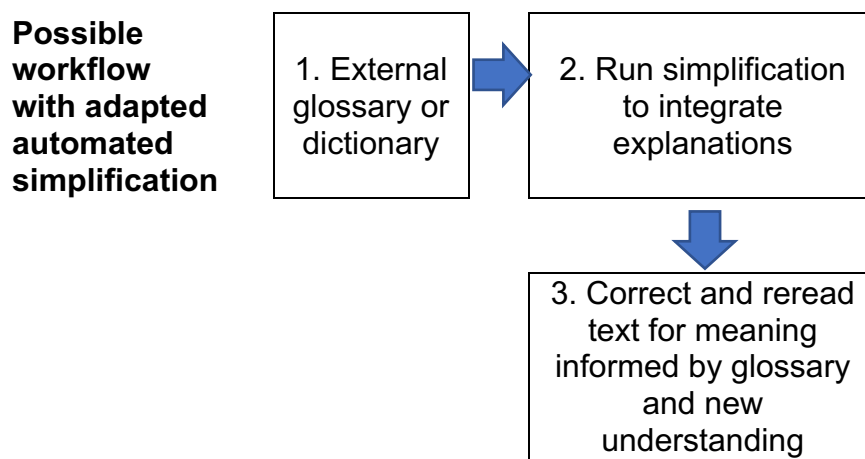 Possible
workflow
with adapted
automated
simplification
1. External
glossary or
dictionary
2. Run simplification
to integrate
explanations
3. Correct and reread
text for meaning
informed by glossary
and new
understanding